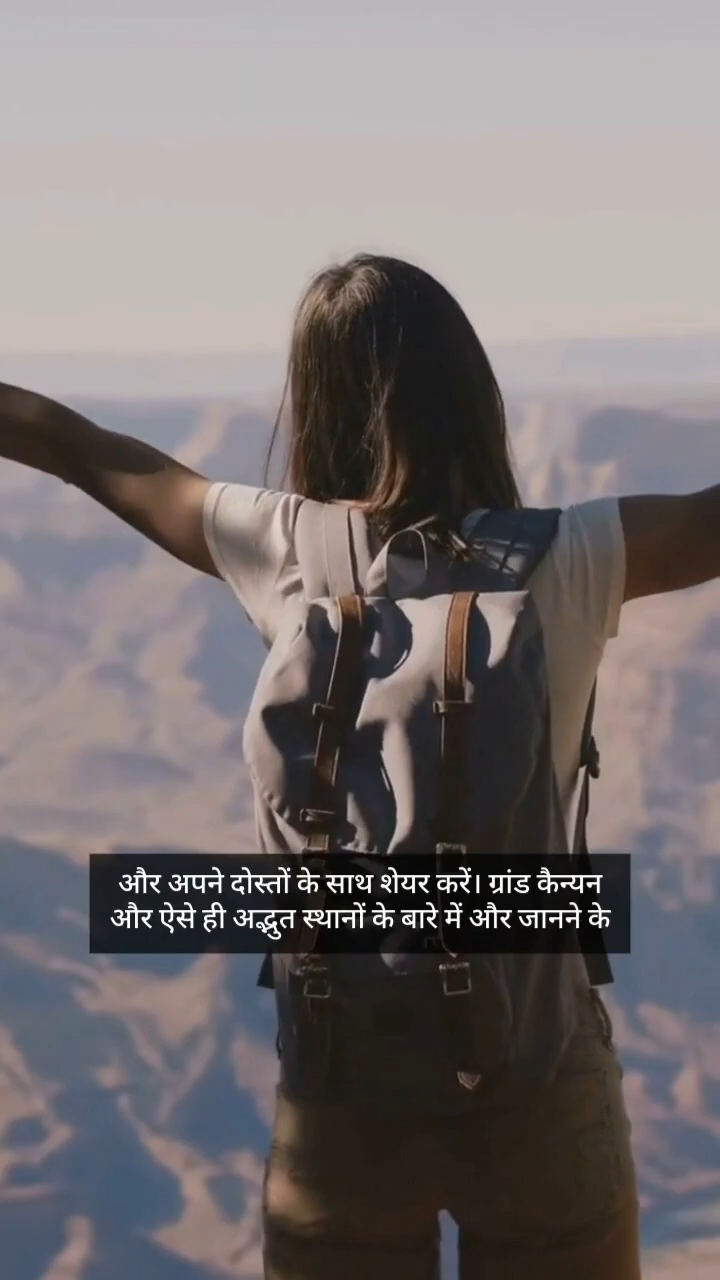 और अपने दोस्तों के साथ शेयर करें। ग्रांड कैन्यन
और ऐसे ही अद्भुत स्थानों के बारे में और जानने के